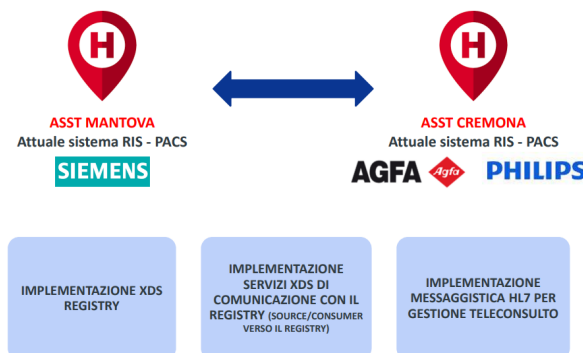 H
H
ASST MANTOVA
Attuale sistema RIS - PACS
SIEMENS
ASST CREMONA
Attuale sistema RIS - PACS
AGFA Agfa PHILIPS
IMPLEMENTAZIONE XDS
REGISTRY
IMPLEMENTAZIONE
SERVIZI XDS DI
COMUNICAZIONE CON IL
REGISTRY (SOURCE/CONSUMER
VERSO IL REGISTRY)
IMPLEMENTAZIONE
MESSAGGISTICA HL7 PER
GESTIONE TELECONSULTO